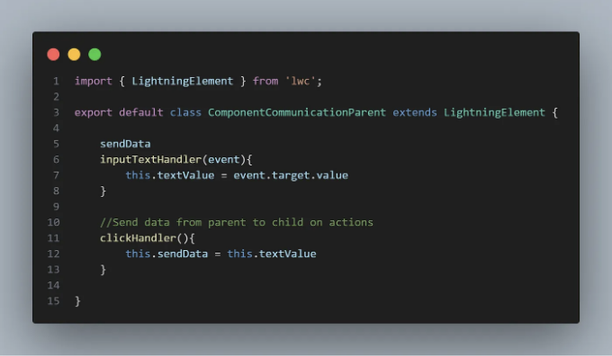 1 import { LightningElement } from 'lwc';
2
3 export default class ComponentCommunicationParent extends LightningElement {
4
5     sendData
6     inputTextHandler(event){
7         this.textValue = event.target.value
8     }
9
10     //Send data from parent to child on actions
11     clickHandler(){
12         this.sendData = this.textValue
13     }
14
15 }